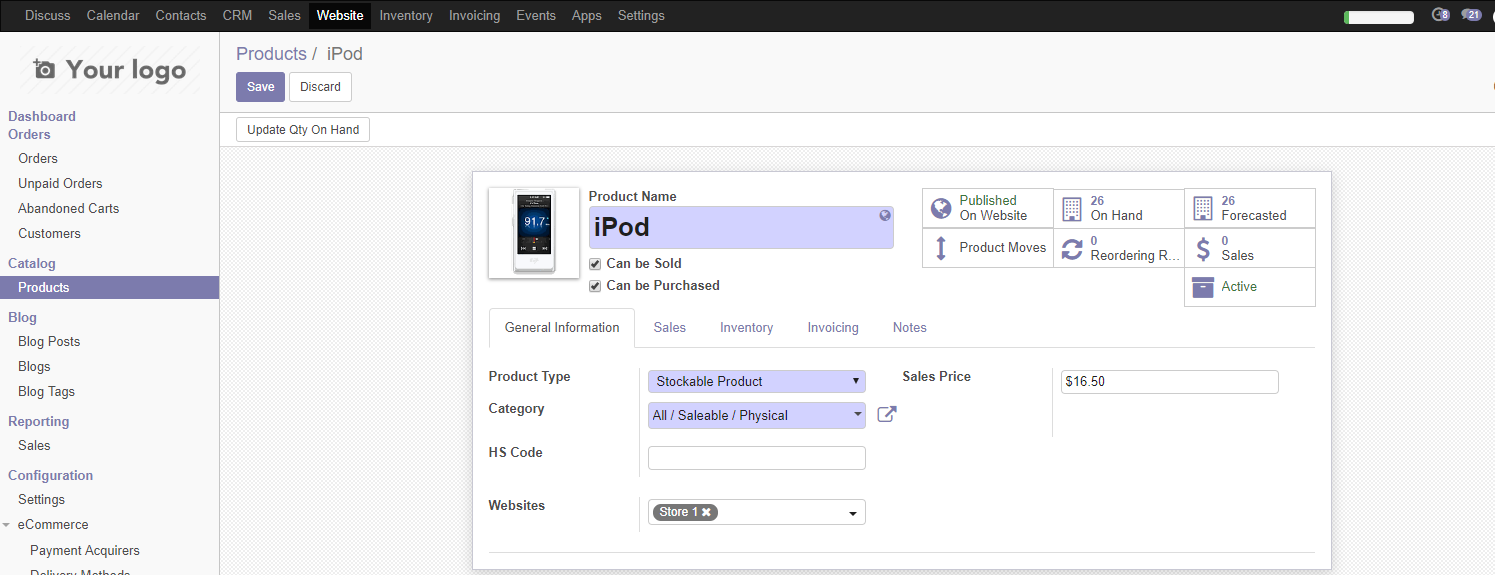 Discuss Calendar Contacts CRM Sales Website Inventory Invoicing Events Apps Settings 8 21
Your logo
Products / iPod
Save Discard
Update Qty On Hand
Dashboard
Orders
Orders
Unpaid Orders
Abandoned Carts
Customers
Catalog
Products
Blog
Blog Posts
Blogs
Blog Tags
Reporting
Sales
Configuration
Settings
eCommerce
Payment Acquirers
Delivery Methods
91.7
Product Name
iPod
Can be Sold
Can be Purchased
Published
On Website
26
On Hand
26
Forecasted
Product Moves
0
Reordering R...
0
Sales
Active
General Information Sales Inventory Invoicing Notes
Product Type Stockable Product
Category All / Saleable / Physical
HS Code
Websites Store 1
Sales Price $16.50